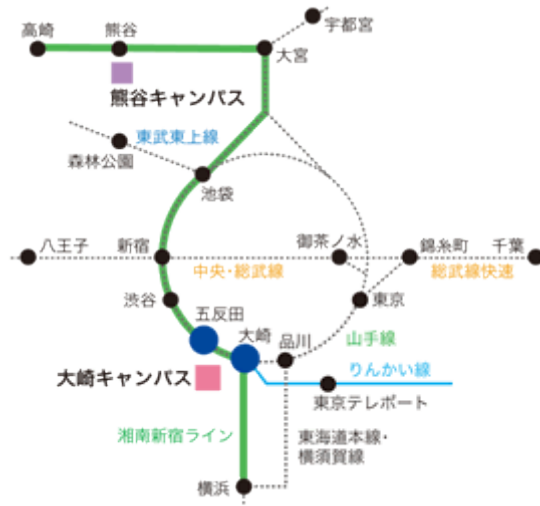 宇都宮
高崎
熊谷
大宮
熊谷キャンパス
東武東上線
森林公園
池袋
八王子
新宿
御茶ノ水
錦糸町
千葉
中央・総武線
総武線快速
渋谷
東京
五反田
大崎
品川
山手線
りんかい線
大崎キャンパス
東京テレポート
湘南新宿ライン
東海道本線・
横須賀線
横浜